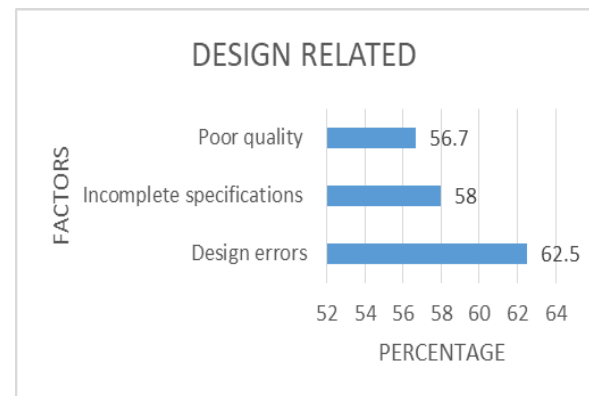 DESIGN RELATED
FACTORS
Poor quality
56.7
Incomplete specifications
58
Design errors
62.5
52 54 56 58 60 62 64
PERCENTAGE